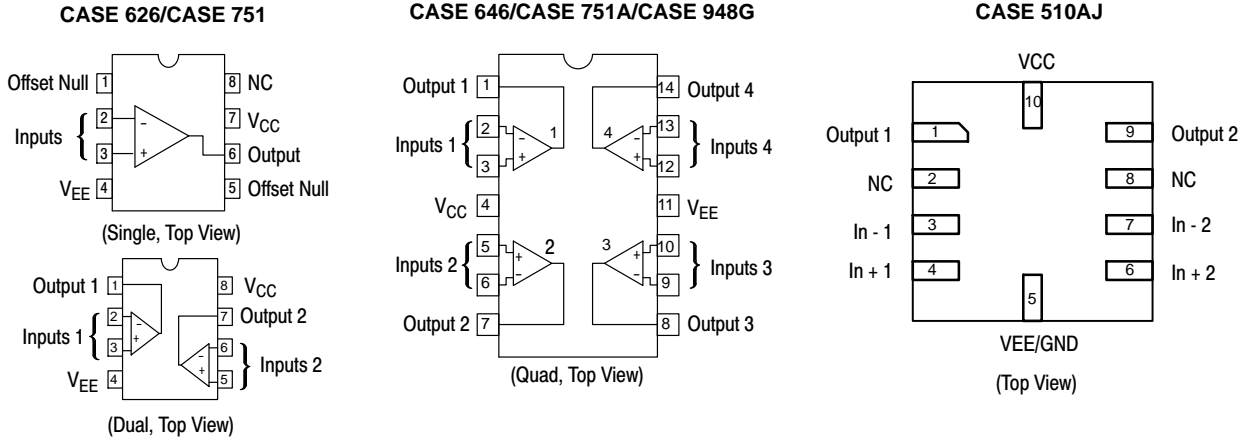 CASE 626/CASE 751
Offset Null 1
8 NC
2
Inputs
3
7 VCC
6 Output
VEE 4
5 Offset Null
−
+
(Single, Top View)
Output 1 1
8 VCC
2
Inputs 1
3
7 Output 2
VEE 4
6
Inputs 2
5
−
+
−
+
(Dual, Top View)
CASE 646/CASE 751A/CASE 948G
Output 1 1
14 Output 4
2
Inputs 1
3
−
+
1
4
−
+
13
Inputs 4
12
VCC 4
11 VEE
5
Inputs 2
6
+
−
2
3
+
−
10
Inputs 3
9
Output 2 7
8 Output 3
(Quad, Top View)
CASE 510AJ
VCC
10
Output 1 1
9 Output 2
NC 2
8 NC
In - 1 3
7 In - 2
In + 1 4
6 In + 2
5
VEE/GND
(Top View)